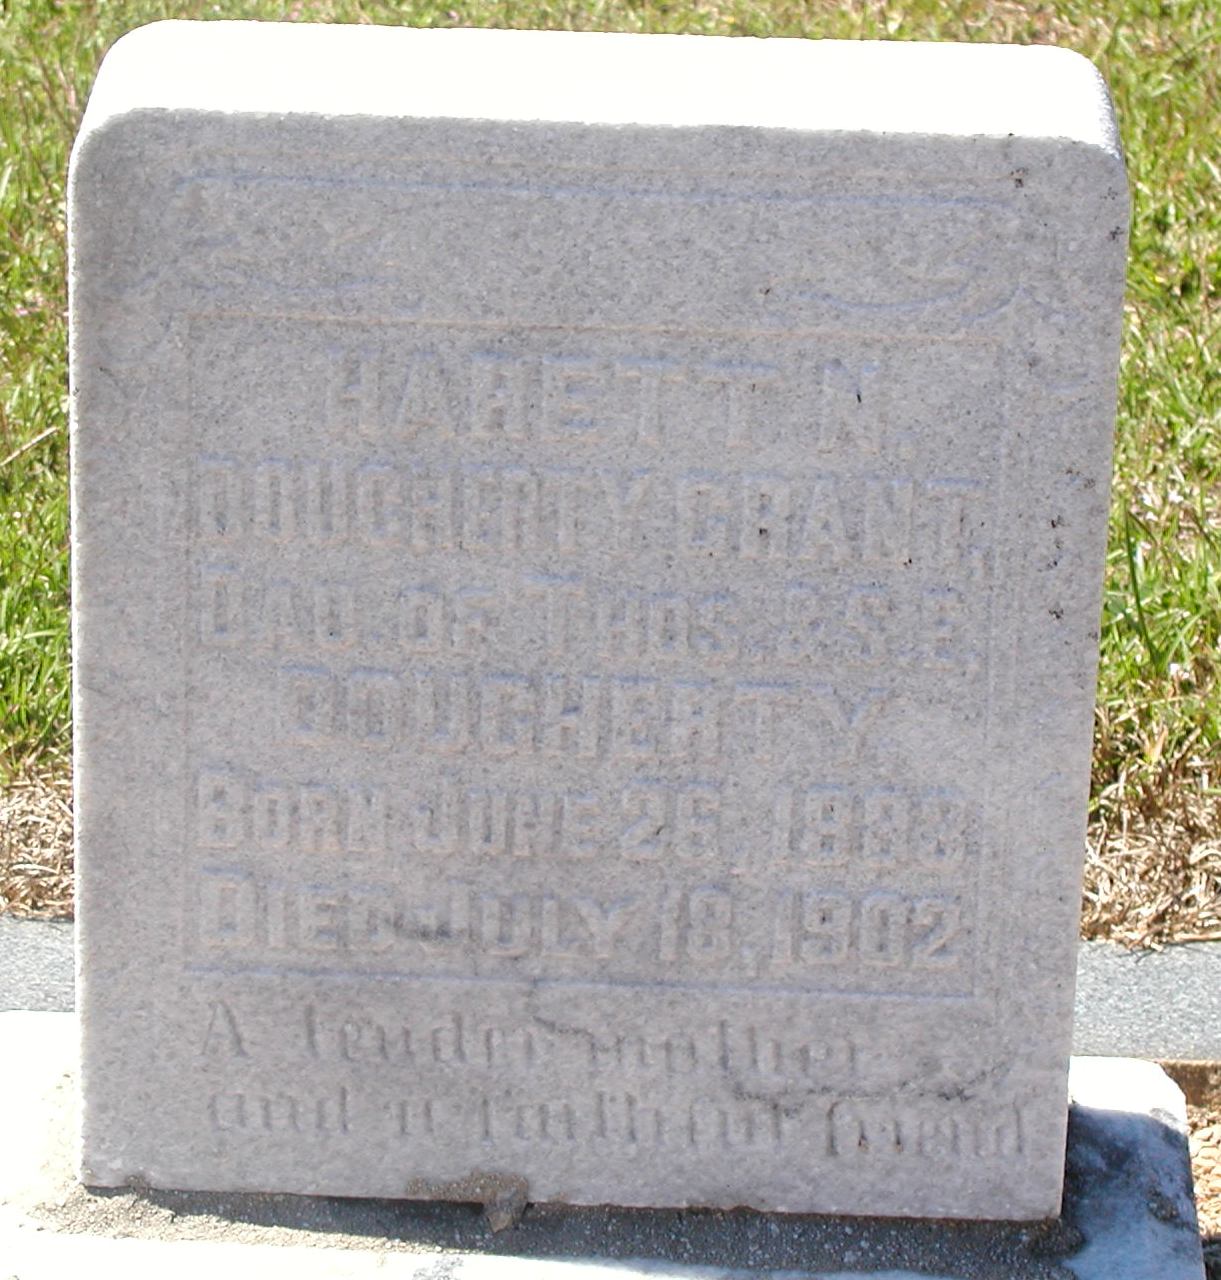 HARETT N.
DOUGHERTY GRANT,
DAU. OF THOS. & S. E.
DOUGHERTY.
BORN JUNE 26, 1883
DIED JULY 18, 1902
A tender mother
and a faithful friend